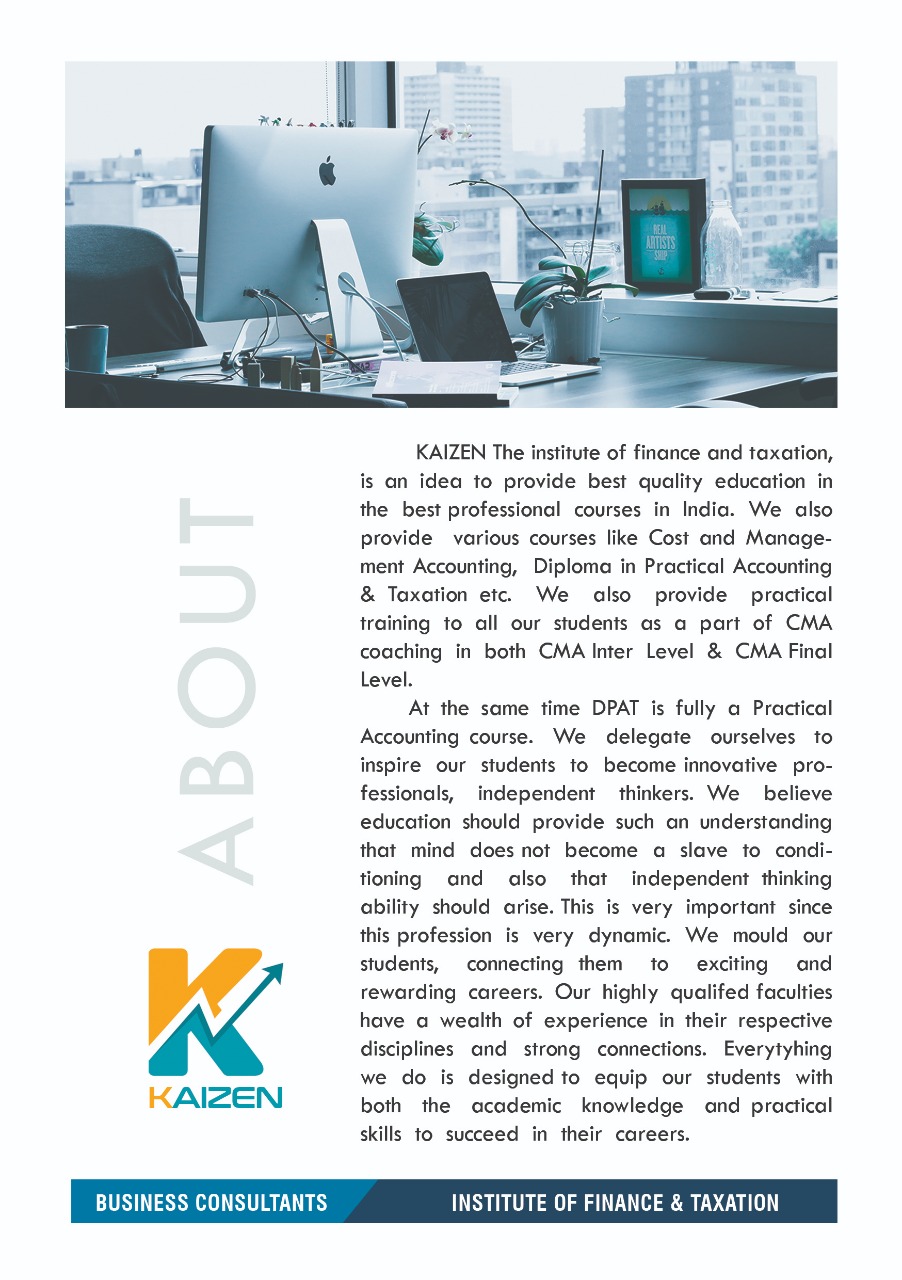 REAL
ARTISTS
SHIP
KAIZEN The institute of finance and taxation,
is an idea to provide best quality education in
the best professional courses in India. We also
provide various courses like Cost and Manage-
ment Accounting, Diploma in Practical Accounting
& Taxation etc. We also provide practical
training to all our students as a part of CMA
coaching in both CMA Inter Level & CMA Final
Level.
At the same time DPAT is fully a Practical
Accounting course. We delegate ourselves to
inspire our students to become innovative pro-
fessionals, independent thinkers. We believe
education should provide such an understanding
that mind does not become a slave to condi-
tioning and also that independent thinking
ability should arise. This is very important since
this profession is very dynamic. We mould our
students, connecting them to exciting and
rewarding careers. Our highly qualifed faculties
have a wealth of experience in their respective
disciplines and strong connections. Everytyhing
we do is designed to equip our students with
both the academic knowledge and practical
skills to succeed in their careers.
ABOUT
KAIZEN
BUSINESS CONSULTANTS INSTITUTE OF FINANCE & TAXATION